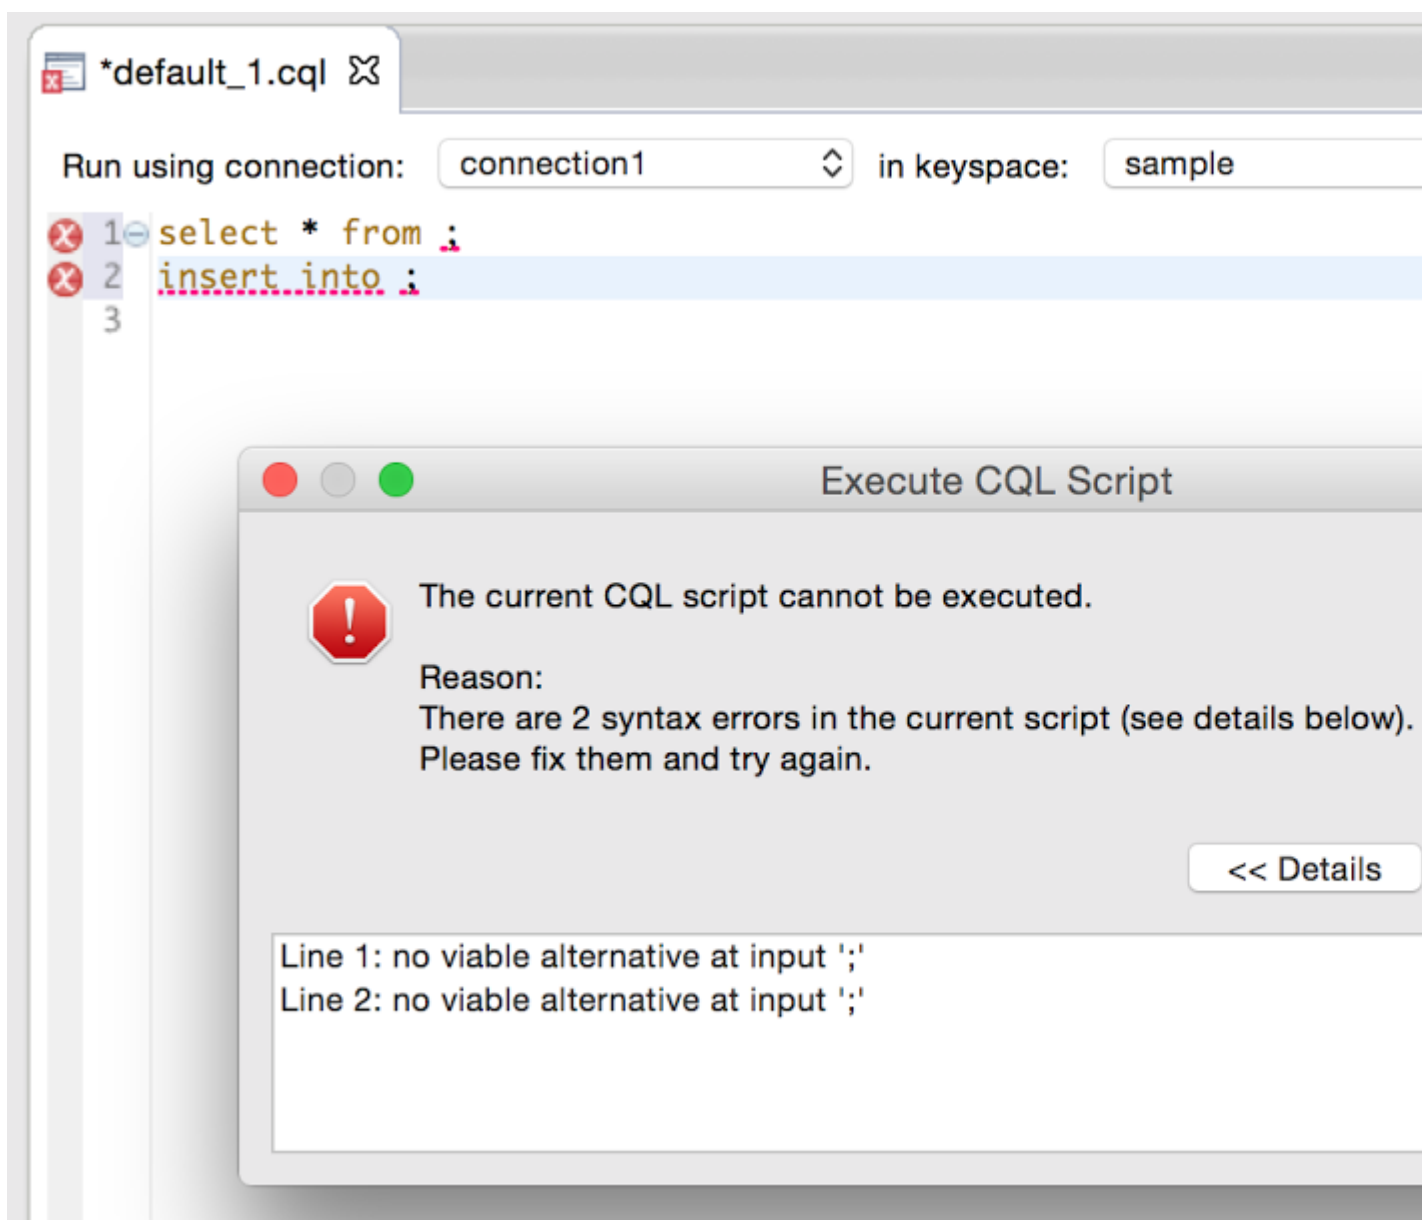 *default_1.cql
Run using connection: connection1 in keyspace: sample
1 select * from ;
2 insert into ;
3
Execute CQL Script
The current CQL script cannot be executed.
Reason:
There are 2 syntax errors in the current script (see details below).
Please fix them and try again.
<< Details
Line 1: no viable alternative at input ';'
Line 2: no viable alternative at input ';'